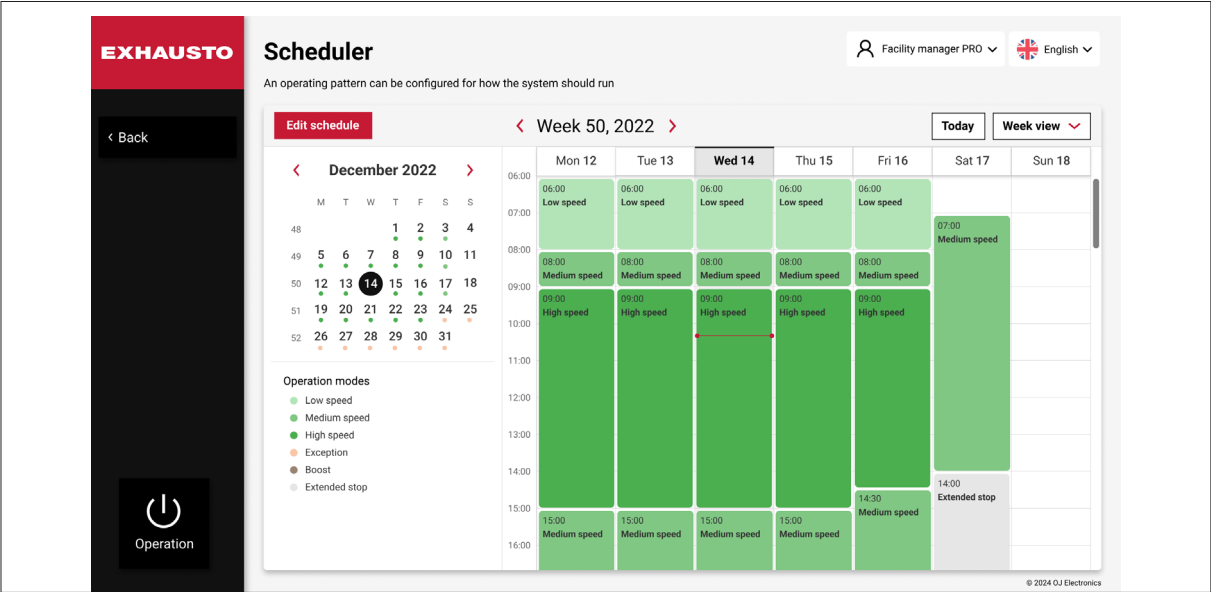 EXHAUSTO
Scheduler
An operating pattern can be configured for how the system should run
Facility manager PRO
English
< Back
Operation
Edit schedule
Week 50, 2022
Today
Week view
December 2022
M T W T F S S
48 1 2 3 4
49 5 6 7 8 9 10 11
50 12 13 14 15 16 17 18
51 19 20 21 22 23 24 25
52 26 27 28 29 30 31
Operation modes
Low speed
Medium speed
High speed
Exception
Boost
Extended stop
Mon 12 Tue 13 Wed 14 Thu 15 Fri 16 Sat 17 Sun 18
06:00
07:00
08:00
09:00
10:00
11:00
12:00
13:00
14:00
15:00
16:00
06:00 06:00 06:00 06:00 06:00
Low speed Low speed Low speed Low speed Low speed
07:00
Medium speed
08:00 08:00 08:00 08:00 08:00
Medium speed Medium speed Medium speed Medium speed Medium speed
09:00 09:00 09:00 09:00 09:00
High speed High speed High speed High speed High speed
14:00
Extended stop
14:30
Medium speed
15:00 15:00 15:00 15:00
Medium speed Medium speed Medium speed Medium speed
© 2024 OJ Electronics